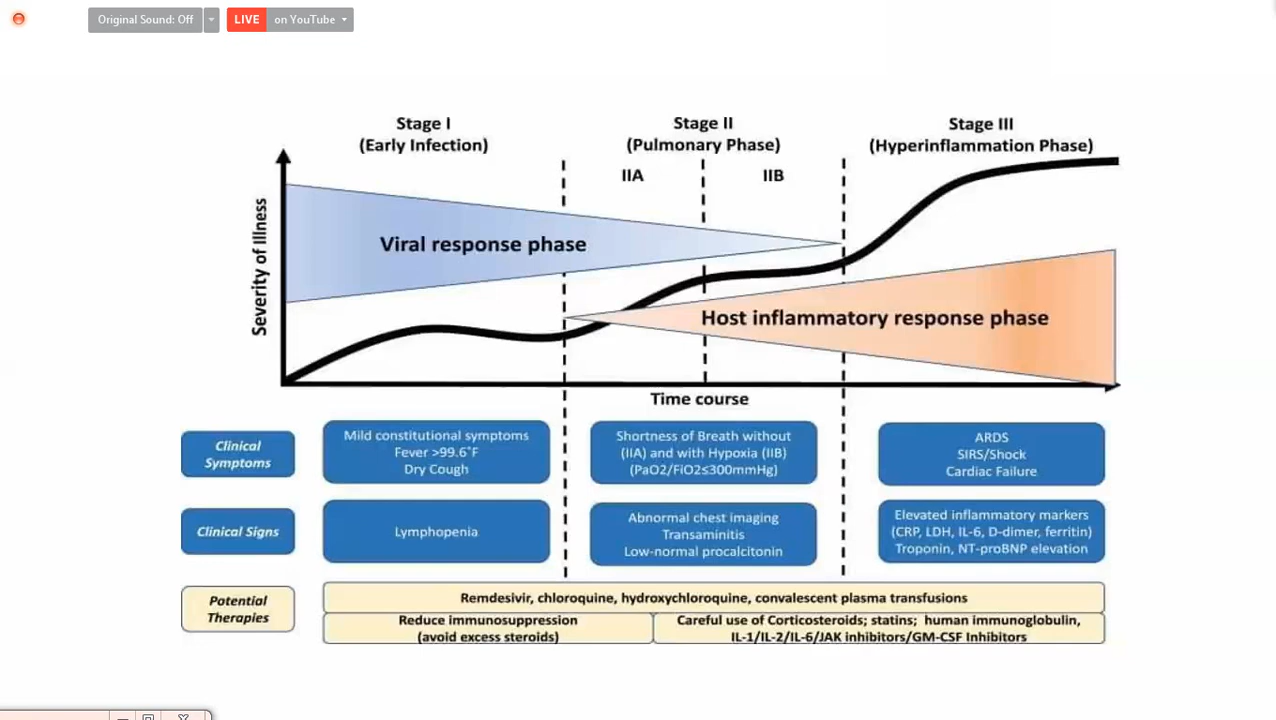 Original Sound: Off
LIVE on YouTube
Stage I
(Early Infection)
Stage II
(Pulmonary Phase)
Stage III
(Hyperinflammation Phase)
IIA
IIB
Severity of Illness
Viral response phase
Host inflammatory response phase
Time course
Clinical
Symptoms
Mild constitutional symptoms
Fever >99.6°F
Dry Cough
Shortness of Breath without
(IIA) and with Hypoxia (IIB)
(PaO2/FiO2≤300mmHg)
ARDS
SIRS/Shock
Cardiac Failure
Clinical Signs
Lymphopenia
Abnormal chest imaging
Transaminitis
Low-normal procalcitonin
Elevated inflammatory markers
(CRP, LDH, IL-6, D-dimer, ferritin)
Troponin, NT-proBNP elevation
Potential
Therapies
Remdesivir, chloroquine, hydroxychloroquine, convalescent plasma transfusions
Reduce immunosuppression
(avoid excess steroids)
Careful use of Corticosteroids; statins; human immunoglobulin,
IL-1/IL-2/IL-6/JAK inhibitors/GM-CSF Inhibitors